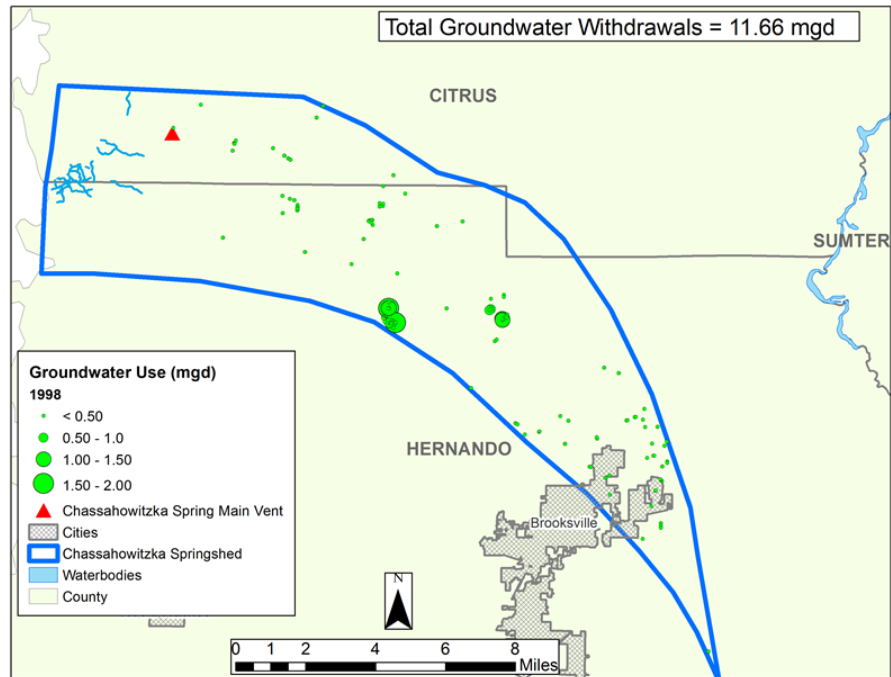 Total Groundwater Withdrawals = 11.66 mgd
CITRUS
SUMTER
HERNANDO
Brooksville
Groundwater Use (mgd)
1998
< 0.50
0.50 - 1.0
1.00 - 1.50
1.50 - 2.00
Chassahowitzka Spring Main Vent
Cities
Chassahowitzka Springshed
Waterbodies
County
N
0 1 2 4 6 8
Miles